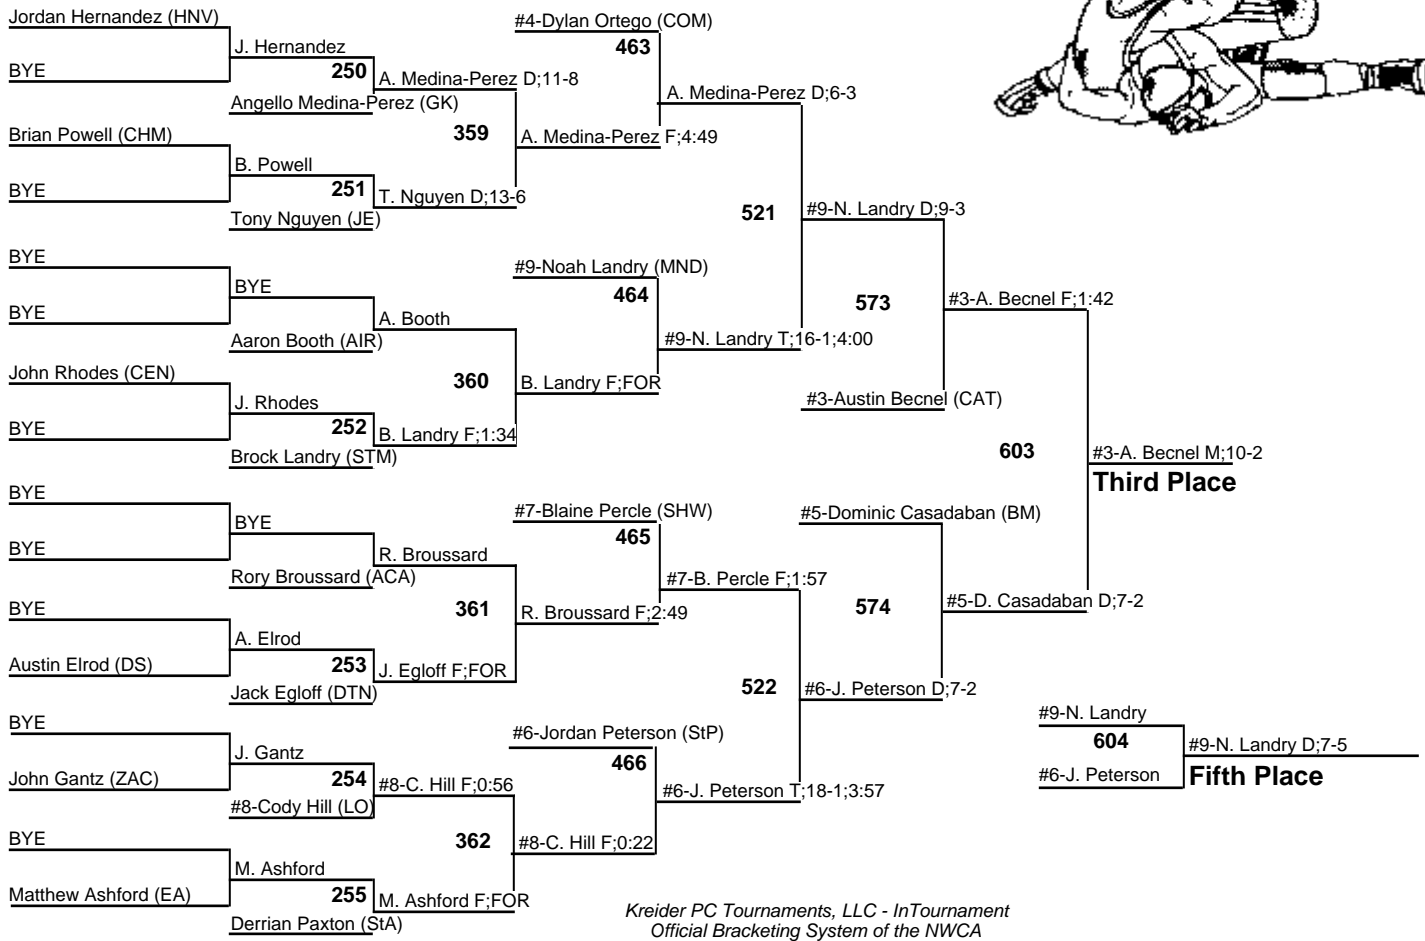 Jordan Hernandez (HNV)
BYE
Brian Powell (CHM)
BYE
BYE
BYE
John Rhodes (CEN)
BYE
BYE
BYE
BYE
Austin Elrod (DS)
BYE
John Gantz (ZAC)
BYE
Matthew Ashford (EA)
J. Hernandez
250
Angello Medina-Perez (GK)
B. Powell
251
Tony Nguyen (JE)
BYE
Aaron Booth (AIR)
J. Rhodes
252
Brock Landry (STM)
BYE
Rory Broussard (ACA)
A. Elrod
253
Jack Egloff (DTN)
J. Gantz
254
#8-Cody Hill (LO)
M. Ashford
255
Derrian Paxton (StA)
A. Medina-Perez D;11-8
359
T. Nguyen D;13-6
A. Booth
360
B. Landry F;1:34
R. Broussard
361
J. Egloff F;FOR
#8-C. Hill F;0:56
362
M. Ashford F;FOR
#4-Dylan Ortego (COM)
463
A. Medina-Perez F;4:49
#9-Noah Landry (MND)
464
B. Landry F;FOR
#7-Blaine Percle (SHW)
465
R. Broussard F;2:49
#6-Jordan Peterson (StP)
466
#8-C. Hill F;0:22
A. Medina-Perez D;6-3
521
#9-N. Landry T;16-1;4:00
#7-B. Percle F;1:57
522
#6-J. Peterson T;18-1;3:57
#9-N. Landry D;9-3
573
#3-Austin Becnel (CAT)
#5-Dominic Casadaban (BM)
574
#6-J. Peterson D;7-2
#3-A. Becnel F;1:42
603
#5-D. Casadaban D;7-2
#3-A. Becnel M;10-2
Third Place
#9-N. Landry
604
#6-J. Peterson
#9-N. Landry D;7-5
Fifth Place
Kreider PC Tournaments, LLC - InTournament
Official Bracketing System of the NWCA